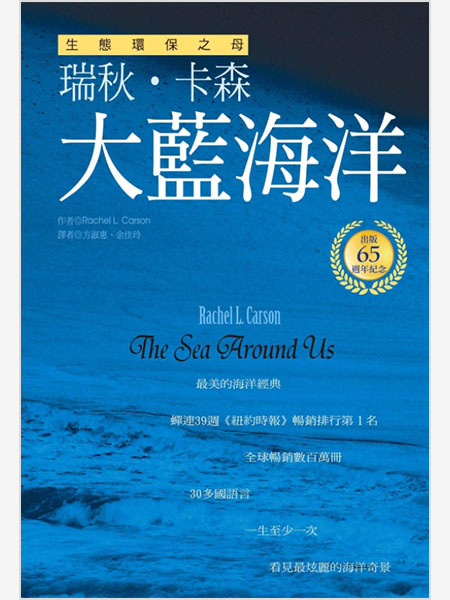 生態環保之母
瑞秋・卡森
大藍海洋
作者◎Rachel L. Carson
譯者◎方淑惠・余佳玲
出版
65
週年紀念
Rachel L. Carson
The Sea Around Us
最美的海洋經典
蟬連39週《紐約時報》暢銷排行第1名
全球暢銷數百萬冊
30多國語言
一生至少一次
看見最炫麗的海洋奇景